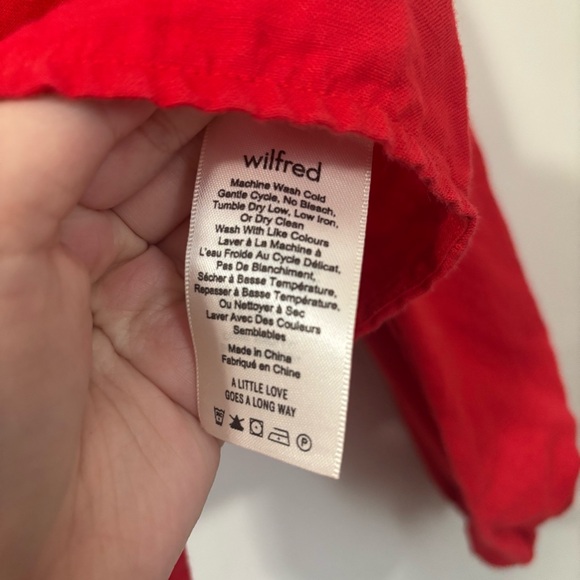 wilfred
Machine Wash Cold
Gentle Cycle, No Bleach,
Tumble Dry Low, Low Iron,
Or Dry Clean
Wash With Like Colours
Laver à La Machine à
L'eau Froide Au Cycle Délicat,
Pas De Blanchiment,
Sécher à Basse Température,
Repasser à Basse Température,
Ou Nettoyer à Sec
Laver Avec Des Couleurs
Semblables
Made in China
Fabriqué en Chine
A LITTLE LOVE
GOES A LONG WAY
P